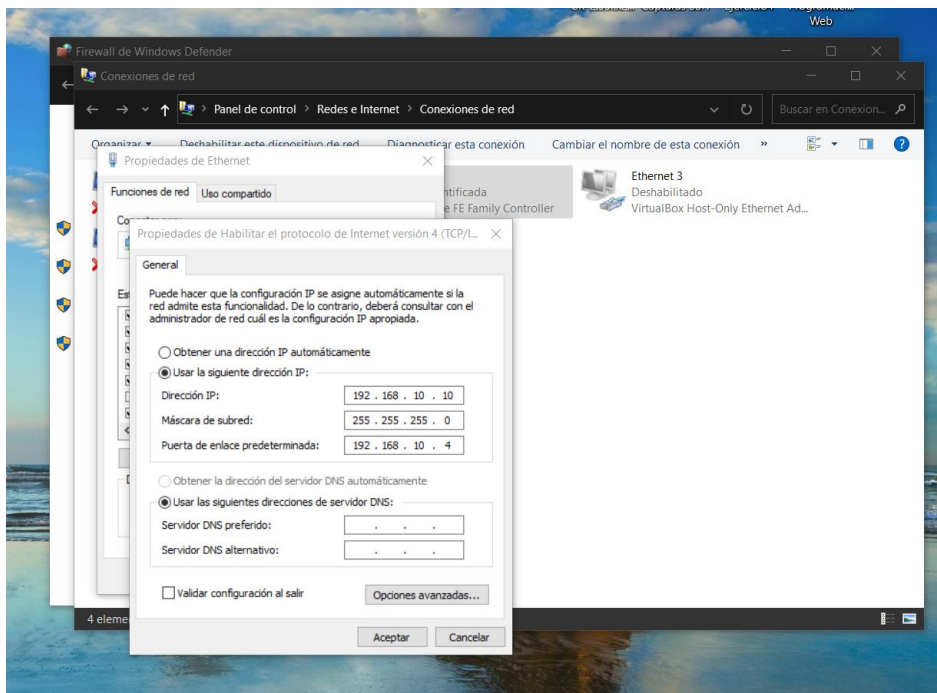 Web
Firewall de Windows Defender
Conexiones de red
Panel de control > Redes e Internet > Conexiones de red
Buscar en Conexion...
Organizar Deshabilitar este dispositivo de red Diagnosticar esta conexión Cambiar el nombre de esta conexión »
Propiedades de Ethernet
Funciones de red Uso compartido
ntificada
e FE Family Controller
Ethernet 3
Deshabilitado
VirtualBox Host-Only Ethernet Ad...
Propiedades de Habilitar el protocolo de Internet versión 4 (TCP/I...
General
Puede hacer que la configuración IP se asigne automáticamente si la
red admite esta funcionalidad. De lo contrario, deberá consultar con el
administrador de red cuál es la configuración IP apropiada.
Obtener una dirección IP automáticamente
Usar la siguiente dirección IP:
Dirección IP: 192 . 168 . 10 . 10
Máscara de subred: 255 . 255 . 255 . 0
Puerta de enlace predeterminada: 192 . 168 . 10 . 4
Obtener la dirección del servidor DNS automáticamente
Usar las siguientes direcciones de servidor DNS:
Servidor DNS preferido: . . .
Servidor DNS alternativo: . . .
Validar configuración al salir
Opciones avanzadas...
4 eleme
Aceptar Cancelar